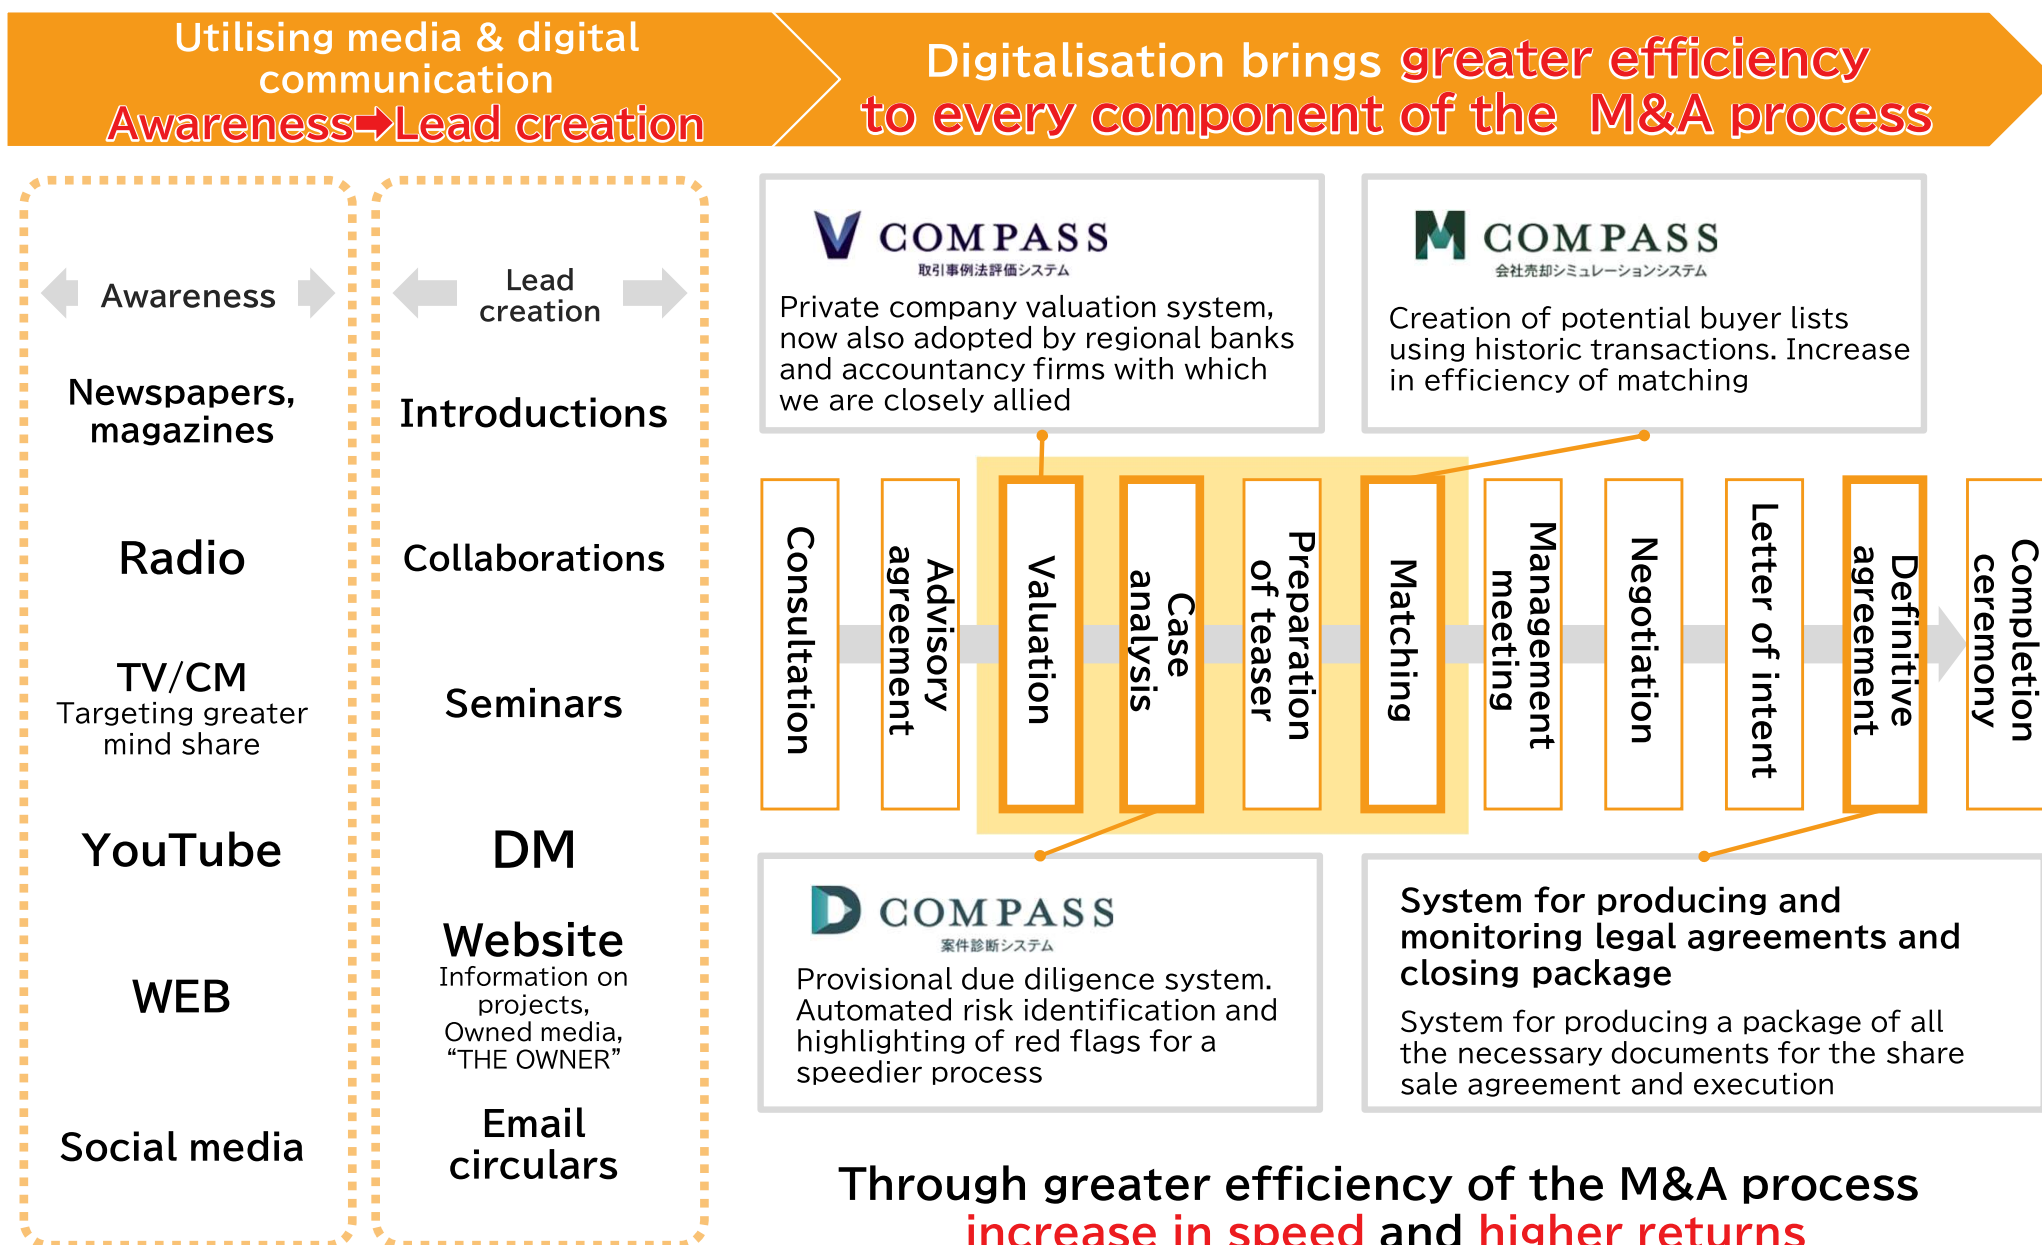 Utilising media & digital
communication
Awareness➡Lead creation
Digitalisation brings greater efficiency
to every component of the M&A process
Awareness
Newspapers,
magazines
Radio
TV/CM
Targeting greater
mind share
YouTube
WEB
Social media
Lead
creation
Introductions
Collaborations
Seminars
DM
Website
Information on
projects,
Owned media,
“THE OWNER”
Email
circulars
V COMPASS
取引事例法評価システム
Private company valuation system,
now also adopted by regional banks
and accountancy firms with which
we are closely allied
M COMPASS
会社売却シミュレーションシステム
Creation of potential buyer lists
using historic transactions. Increase
in efficiency of matching
Consultation
Advisory
agreement
Valuation
Case
analysis
Preparation
of teaser
Matching
Management
meeting
Negotiation
Letter of intent
Definitive
agreement
Completion
ceremony
D COMPASS
案件診断システム
Provisional due diligence system.
Automated risk identification and
highlighting of red flags for a
speedier process
System for producing and
monitoring legal agreements and
closing package
System for producing a package of all
the necessary documents for the share
sale agreement and execution
Through greater efficiency of the M&A process
increase in speed and higher returns